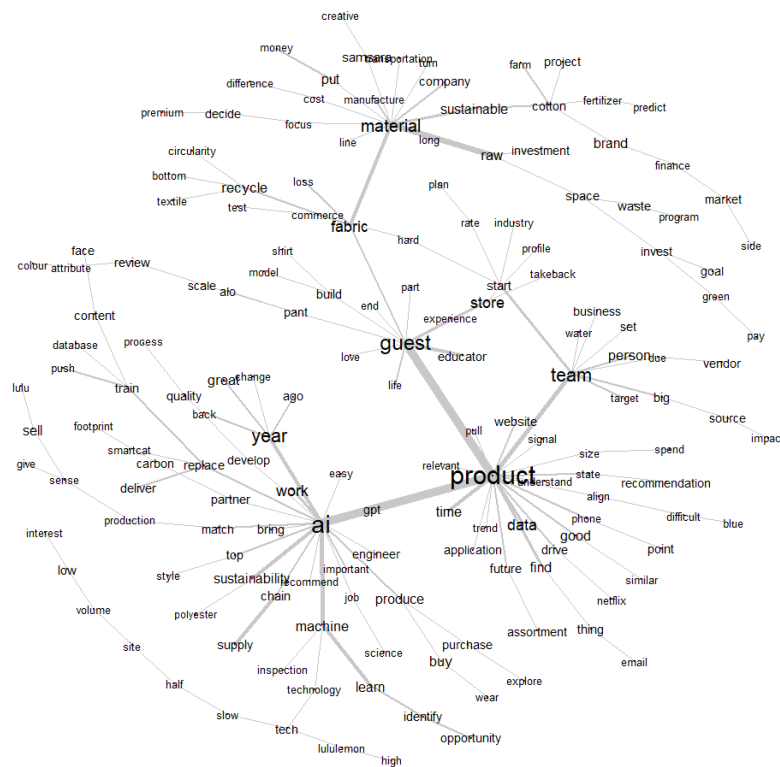 creative
money
samsara
transportation
turn
farm
project
put
company
difference
cost
manufacture
sustainable
cotton
fertilizer
predict
premium
decide
focus
material
line
long
raw
investment
brand
circularity
finance
bottom
recycle
loss
plan
space
market
textile
test
commerce
waste
program
fabric
rate
industry
side
face
shirt
hard
profile
invest
colour
attribute
review
model
start
takeback
goal
scale
alo
build
end
part
store
green
content
pant
experience
business
pay
database
process
guest
water
set
love
educator
person
due
vendor
push
great
change
team
lulu
train
quality
ago
life
target
big
back
source
footprint
year
website
impac
sell
pull
signal
smartcat
size
spend
give
carbon
replace
develop
relevant
product
state
sense
easy
understand
recommendation
deliver
partner
work
align
production
gpt
time
phone
difficult
blue
interest
match
bring
ai
trend
data
good
top
engineer
application
drive
point
low
style
sustainability
important
future
find
similar
recommend
volume
polyester
chain
job
produce
netflix
machine
assortment
thing
site
supply
science
purchase
buy
email
inspection
explore
half
technology
learn
wear
slow
identify
tech
opportunity
lululemon
high